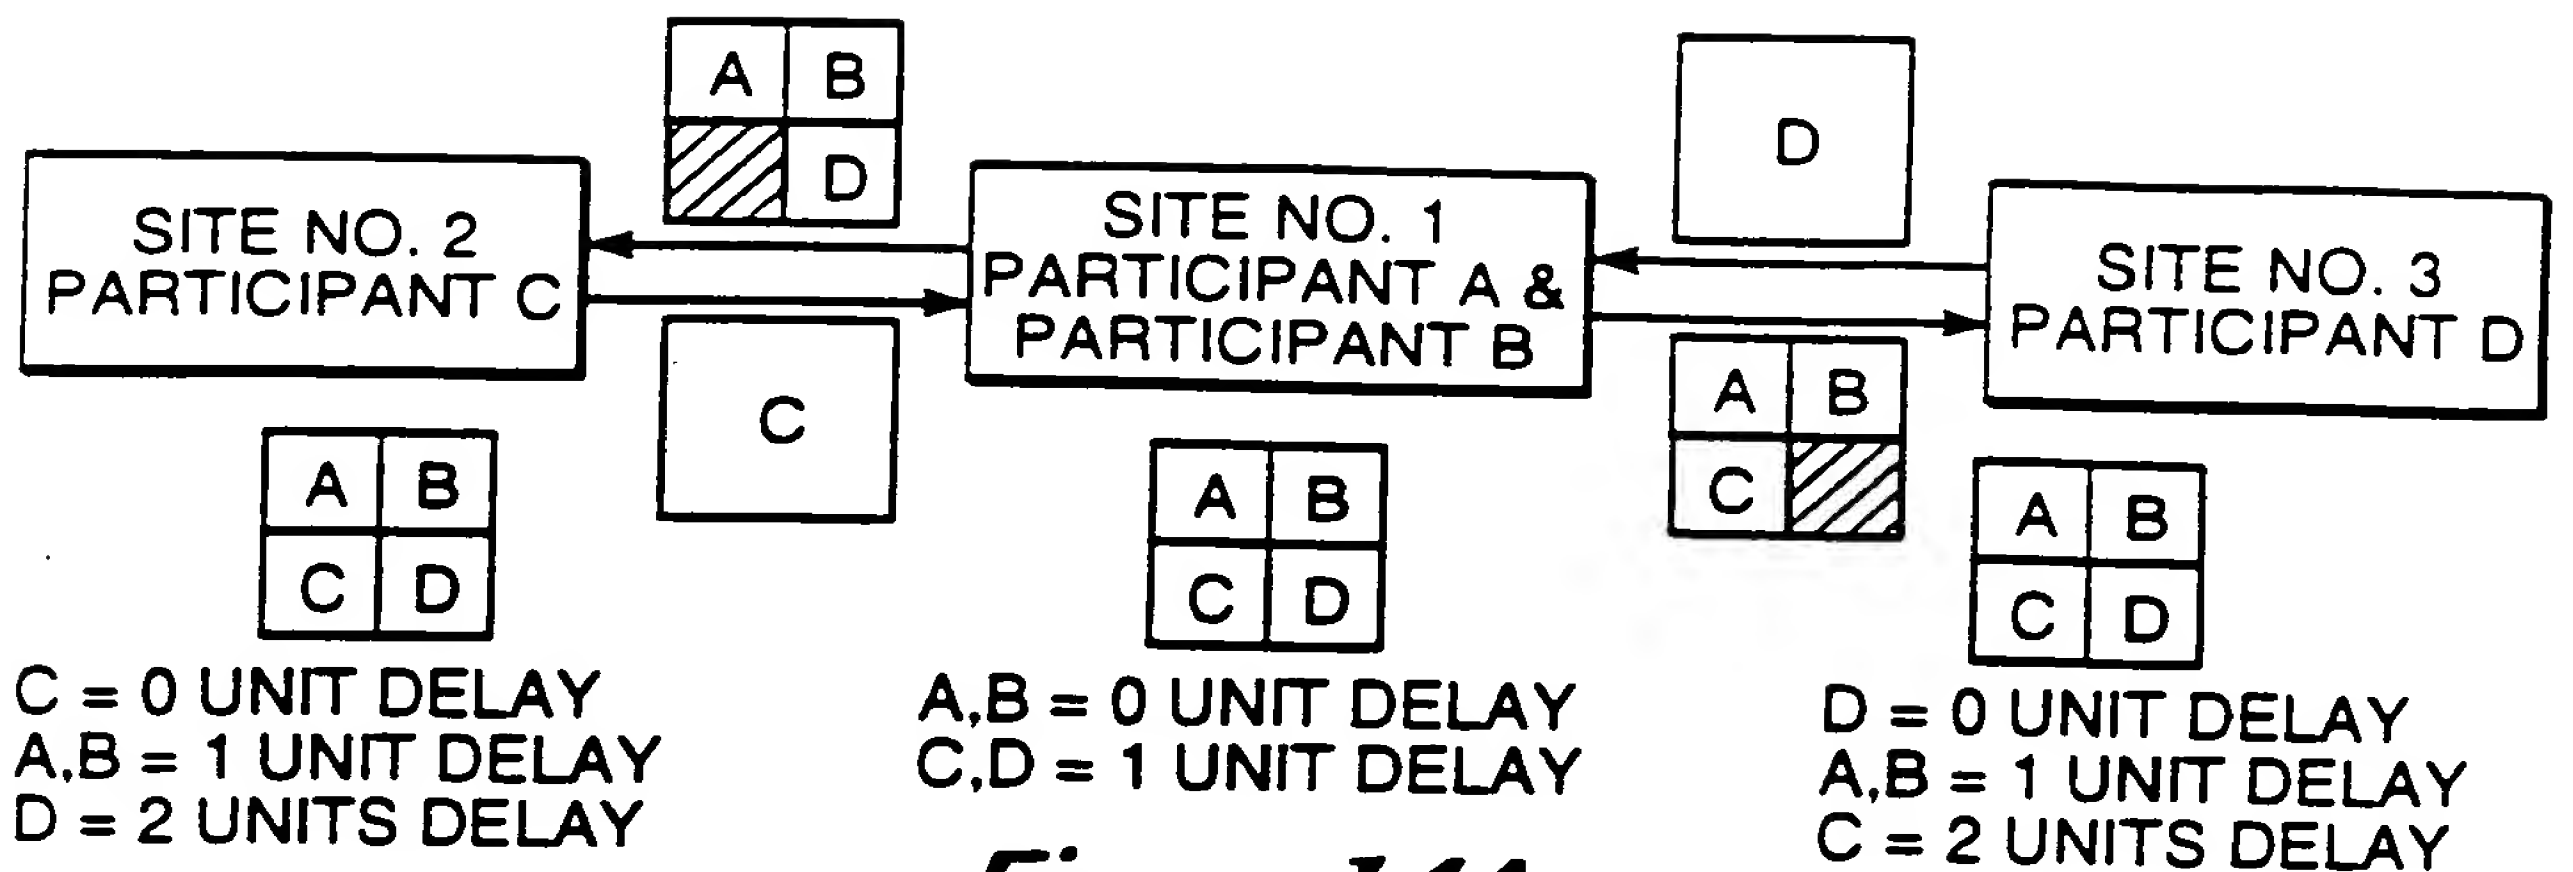 A B
D
SITE NO. 2
PARTICIPANT C
C
SITE NO. 1
PARTICIPANT A &
PARTICIPANT B
D
A B
C
SITE NO. 3
PARTICIPANT D
A B
C D
C = 0 UNIT DELAY
A,B = 1 UNIT DELAY
D = 2 UNITS DELAY
A B
C D
A,B = 0 UNIT DELAY
C,D = 1 UNIT DELAY
A B
C D
D = 0 UNIT DELAY
A,B = 1 UNIT DELAY
C = 2 UNITS DELAY